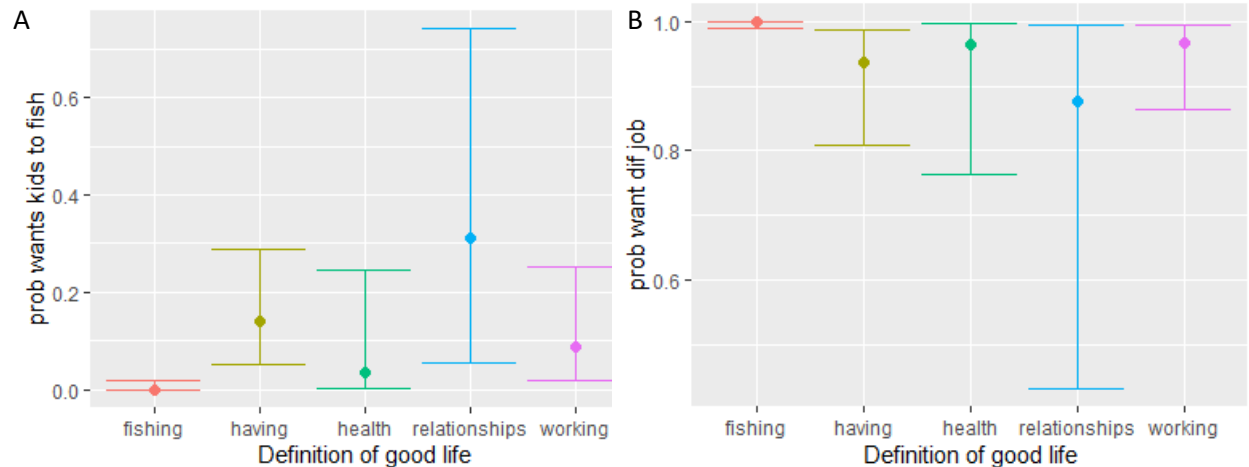 A
prob wants kids to fish
0.6
0.4
0.2
0.0
fishing having health relationships working
Definition of good life
B
prob want dif job
1.0
0.8
0.6
fishing having health relationships working
Definition of good life